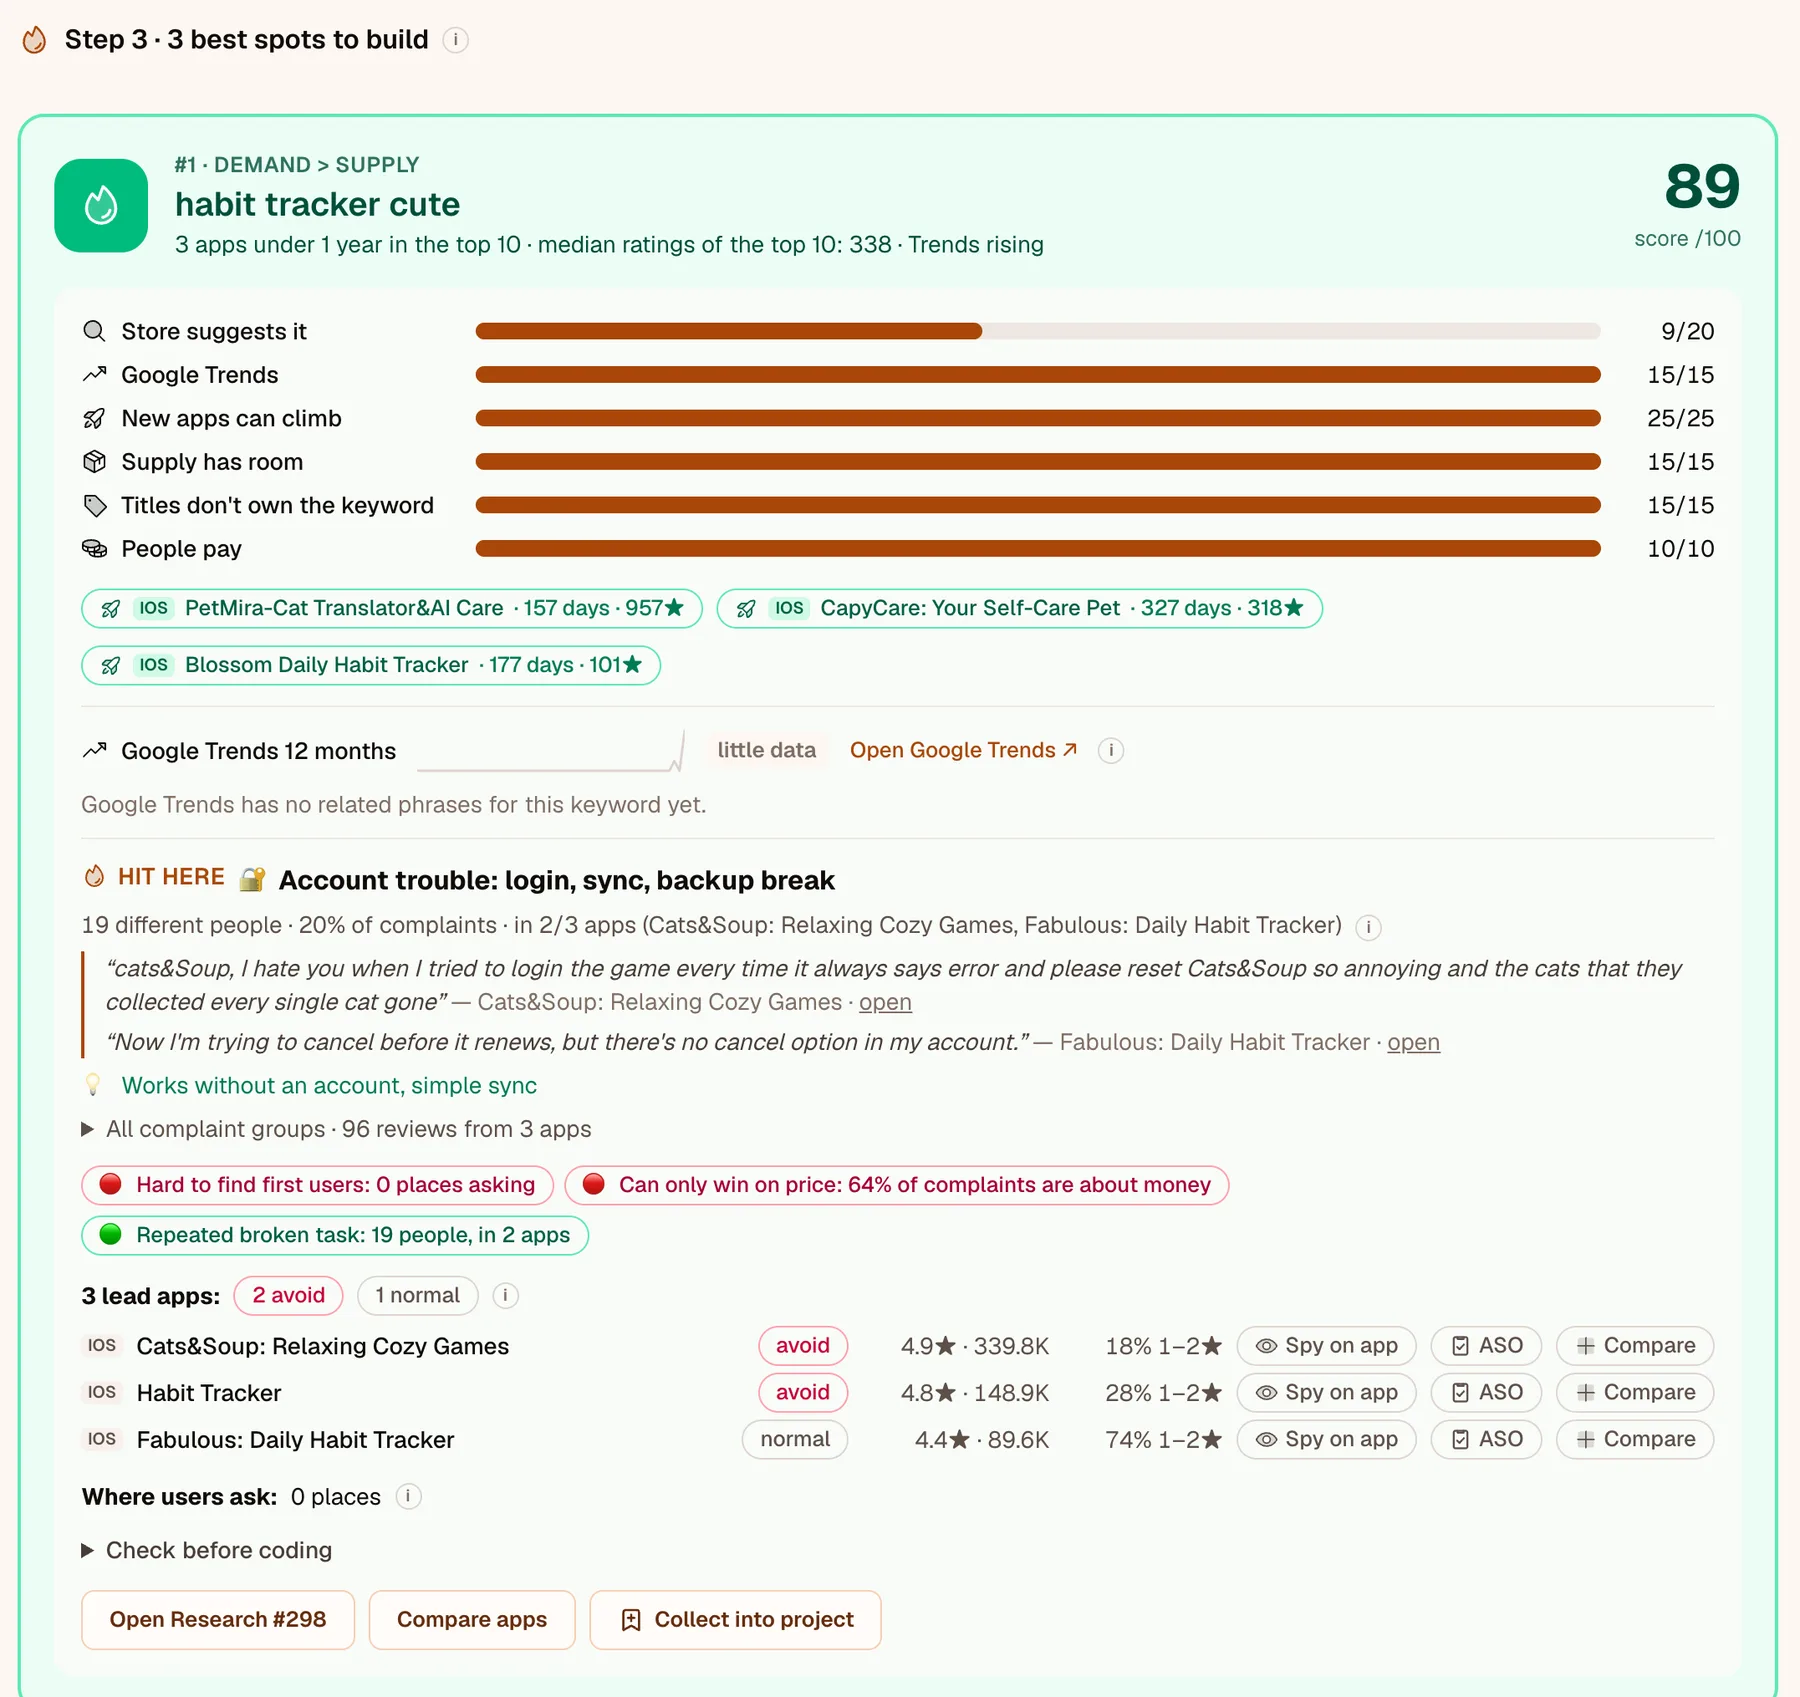 Step 3 · 3 best spots to build
#1 · DEMAND > SUPPLY
habit tracker cute
3 apps under 1 year in the top 10 · median ratings of the top 10: 338 · Trends rising
89
score /100
Store suggests it 9/20
Google Trends 15/15
New apps can climb 25/25
Supply has room 15/15
Titles don't own the keyword 15/15
People pay 10/10
IOS PetMira-Cat Translator&AI Care · 157 days · 957★ IOS CapyCare: Your Self-Care Pet · 327 days · 318★
IOS Blossom Daily Habit Tracker · 177 days · 101★
Google Trends 12 months little data Open Google Trends ↗
Google Trends has no related phrases for this keyword yet.
HIT HERE 🔐 Account trouble: login, sync, backup break
19 different people · 20% of complaints · in 2/3 apps (Cats&Soup: Relaxing Cozy Games, Fabulous: Daily Habit Tracker)
“cats&Soup, I hate you when I tried to login the game every time it always says error and please reset Cats&Soup so annoying and the cats that they
collected every single cat gone” — Cats&Soup: Relaxing Cozy Games · open
“Now I'm trying to cancel before it renews, but there's no cancel option in my account.” — Fabulous: Daily Habit Tracker · open
💡 Works without an account, simple sync
▶ All complaint groups · 96 reviews from 3 apps
🔴 Hard to find first users: 0 places asking 🔴 Can only win on price: 64% of complaints are about money
🟢 Repeated broken task: 19 people, in 2 apps
3 lead apps: 2 avoid 1 normal
IOS Cats&Soup: Relaxing Cozy Games avoid 4.9★ · 339.8K 18% 1–2★ Spy on app ASO Compare
IOS Habit Tracker avoid 4.8★ · 148.9K 28% 1–2★ Spy on app ASO Compare
IOS Fabulous: Daily Habit Tracker normal 4.4★ · 89.6K 74% 1–2★ Spy on app ASO Compare
Where users ask: 0 places
▶ Check before coding
Open Research #298 Compare apps Collect into project